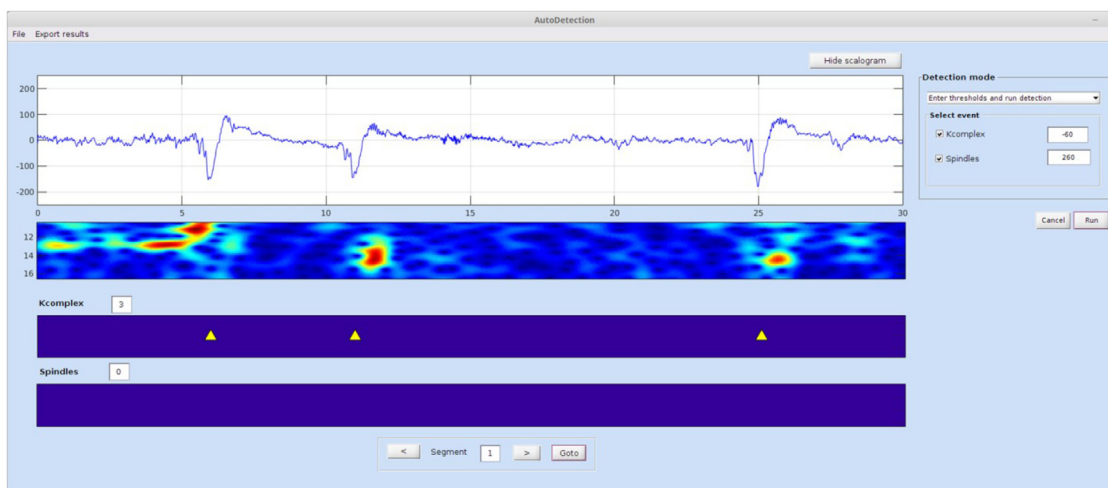 AutoDetection
File Export results
Hide scalogram
Detection mode
Enter thresholds and run detection
Select event
Kcomplex -60
Spindles 260
Cancel Run
200
100
0
-100
-200
0 5 10 15 20 25 30
12
14
16
Kcomplex 3
Spindles 0
< Segment 1 > Goto